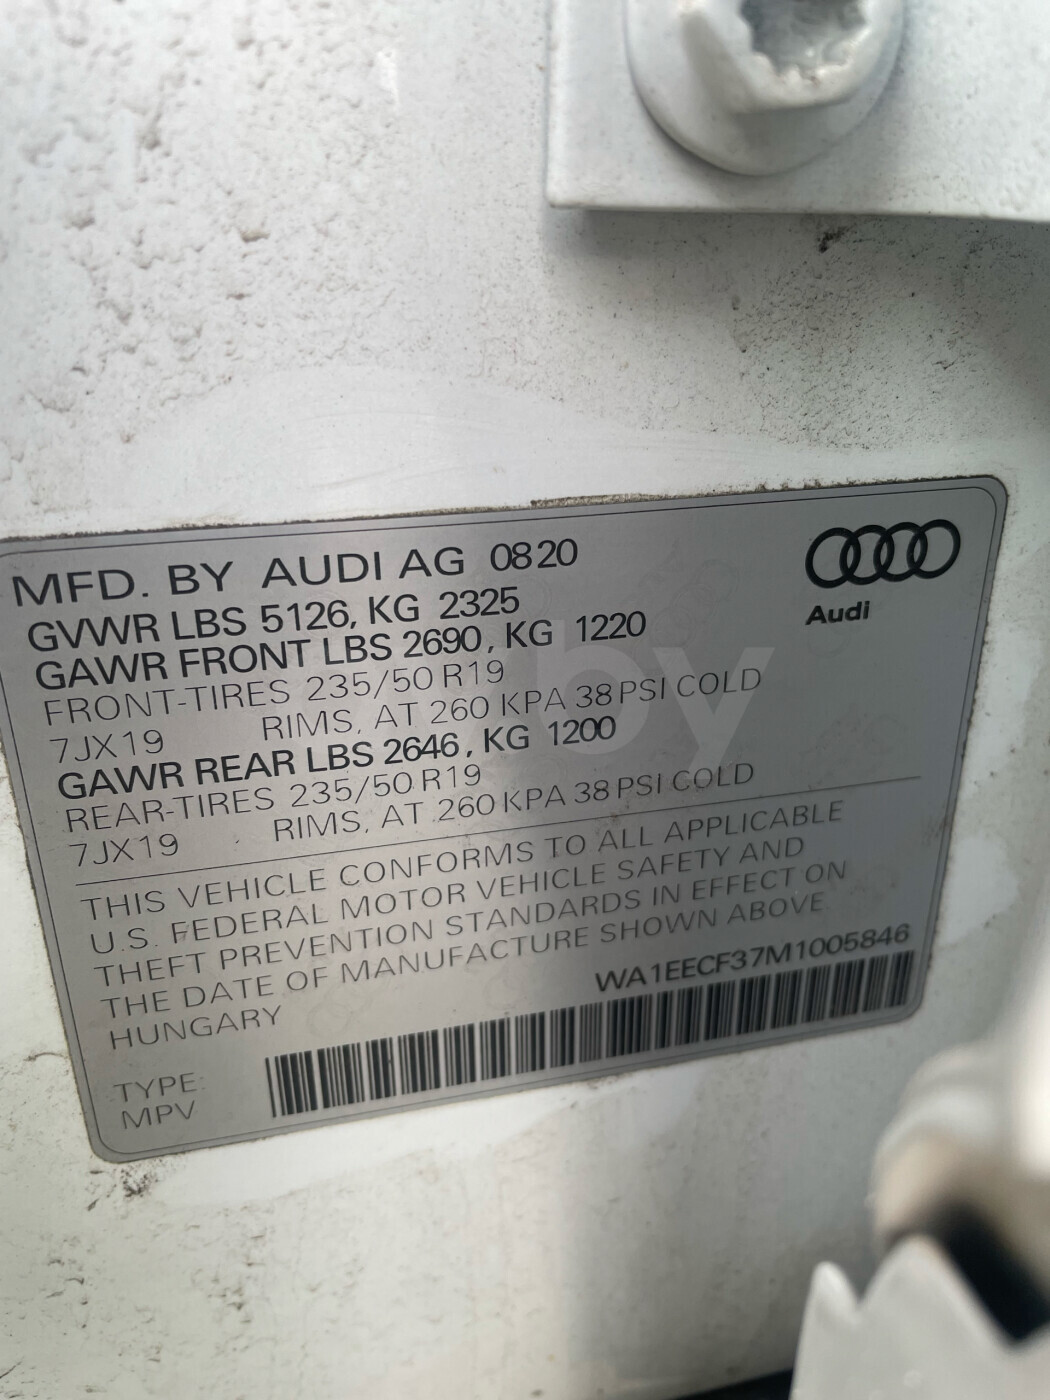 MFD. BY AUDI AG 0820
GVWR LBS 5126, KG 2325
GAWR FRONT LBS 2690, KG 1220
FRONT-TIRES 235/50 R19
7JX19 RIMS, AT 260 KPA 38 PSI COLD
GAWR REAR LBS 2646, KG 1200
REAR-TIRES 235/50 R19
7JX19 RIMS, AT 260 KPA 38 PSI COLD
Audi
THIS VEHICLE CONFORMS TO ALL APPLICABLE
U.S. FEDERAL MOTOR VEHICLE SAFETY AND
THEFT PREVENTION STANDARDS IN EFFECT ON
THE DATE OF MANUFACTURE SHOWN ABOVE.
HUNGARY
WA1EECF37M1005846
TYPE:
MPV